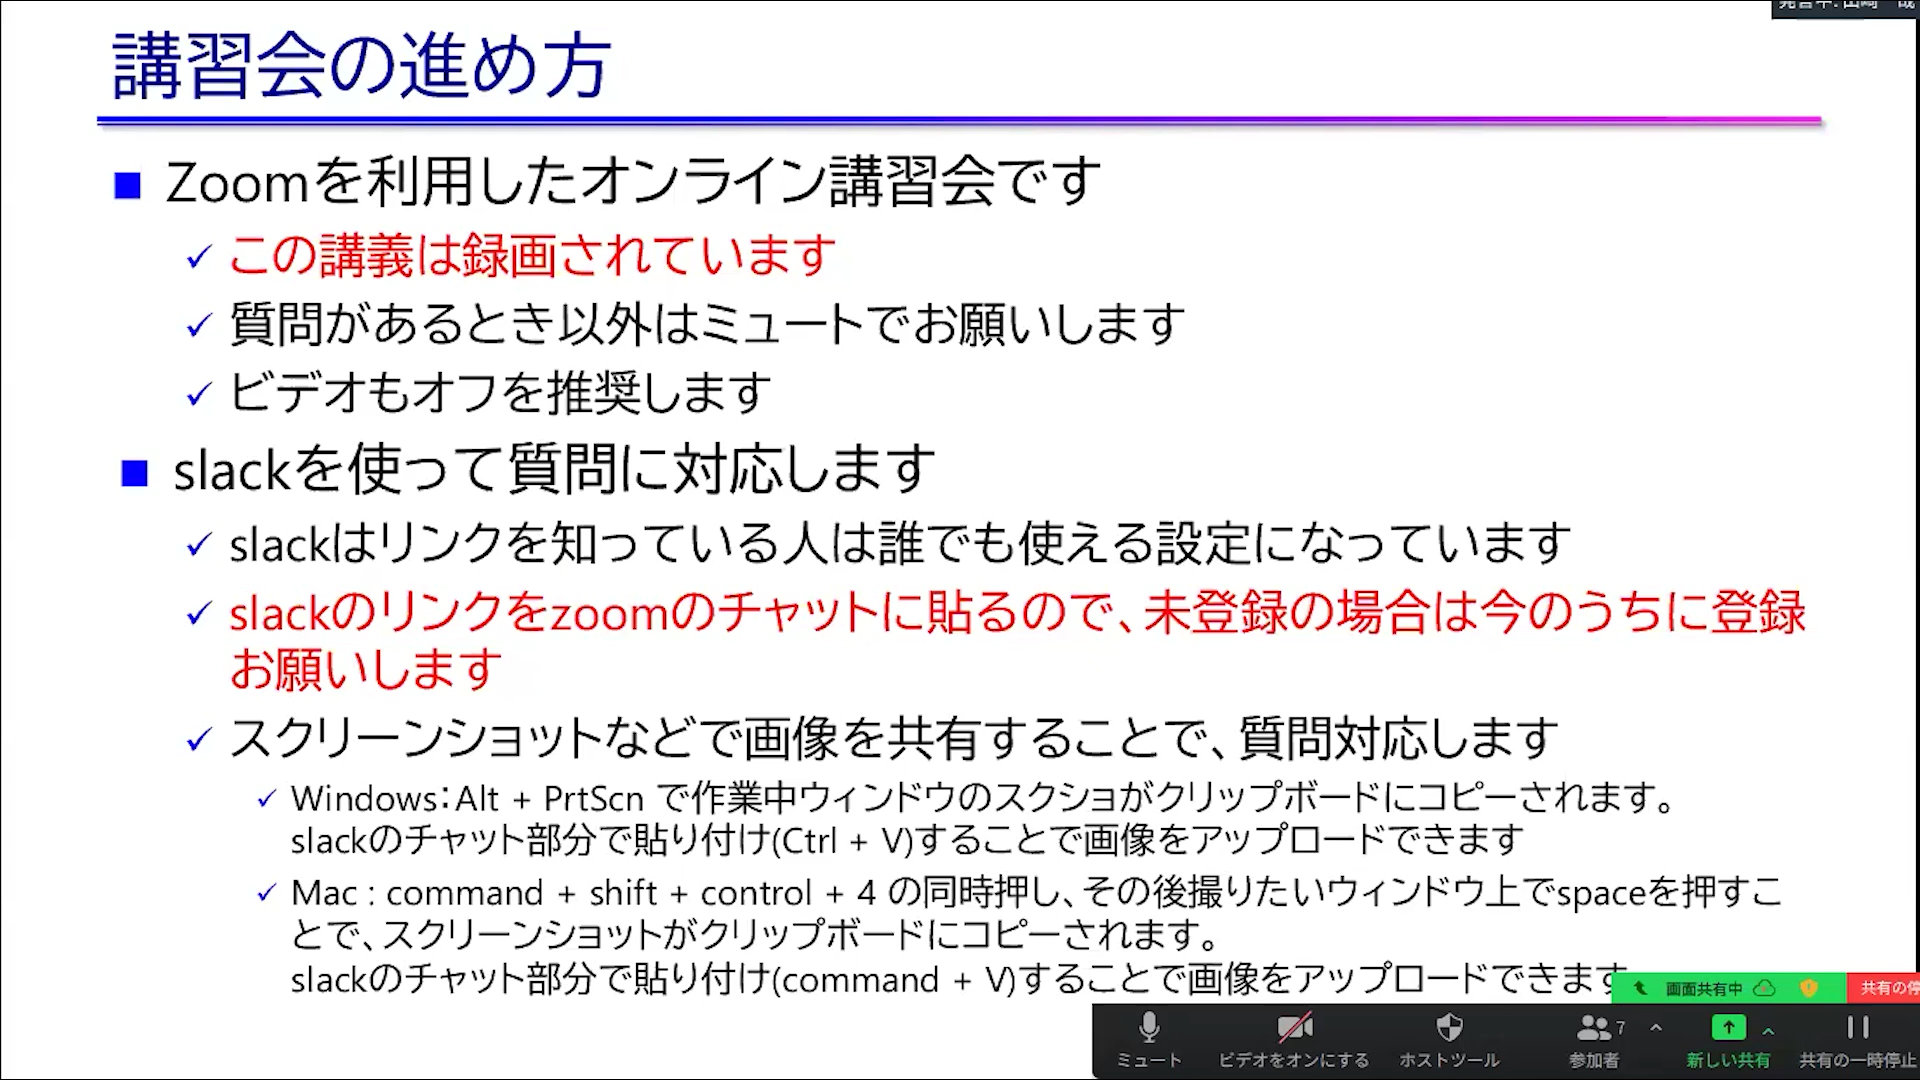 講習会の進め方
Zoomを利用したオンライン講習会です
この講義は録画されています
質問があるとき以外はミュートでお願いします
ビデオもオフを推奨します
slackを使って質問に対応します
slackはリンクを知っている人は誰でも使える設定になっています
slackのリンクをzoomのチャットに貼るので、未登録の場合は今のうちに登録
お願いします
スクリーンショットなどで画像を共有することで、質問対応します
Windows：Alt + PrtScn で作業中ウィンドウのスクショがクリップボードにコピーされます。
slackのチャット部分で貼り付け(Ctrl + V)することで画像をアップロードできます
Mac : command + shift + control + 4 の同時押し、その後撮りたいウィンドウ上でspaceを押すこ
とで、スクリーンショットがクリップボードにコピーされます。
slackのチャット部分で貼り付け(command + V)することで画像をアップロードできます
画面共有中 共有の停
7
ミュート ビデオをオンにする ホストツール 参加者 新しい共有 共有の一時停止